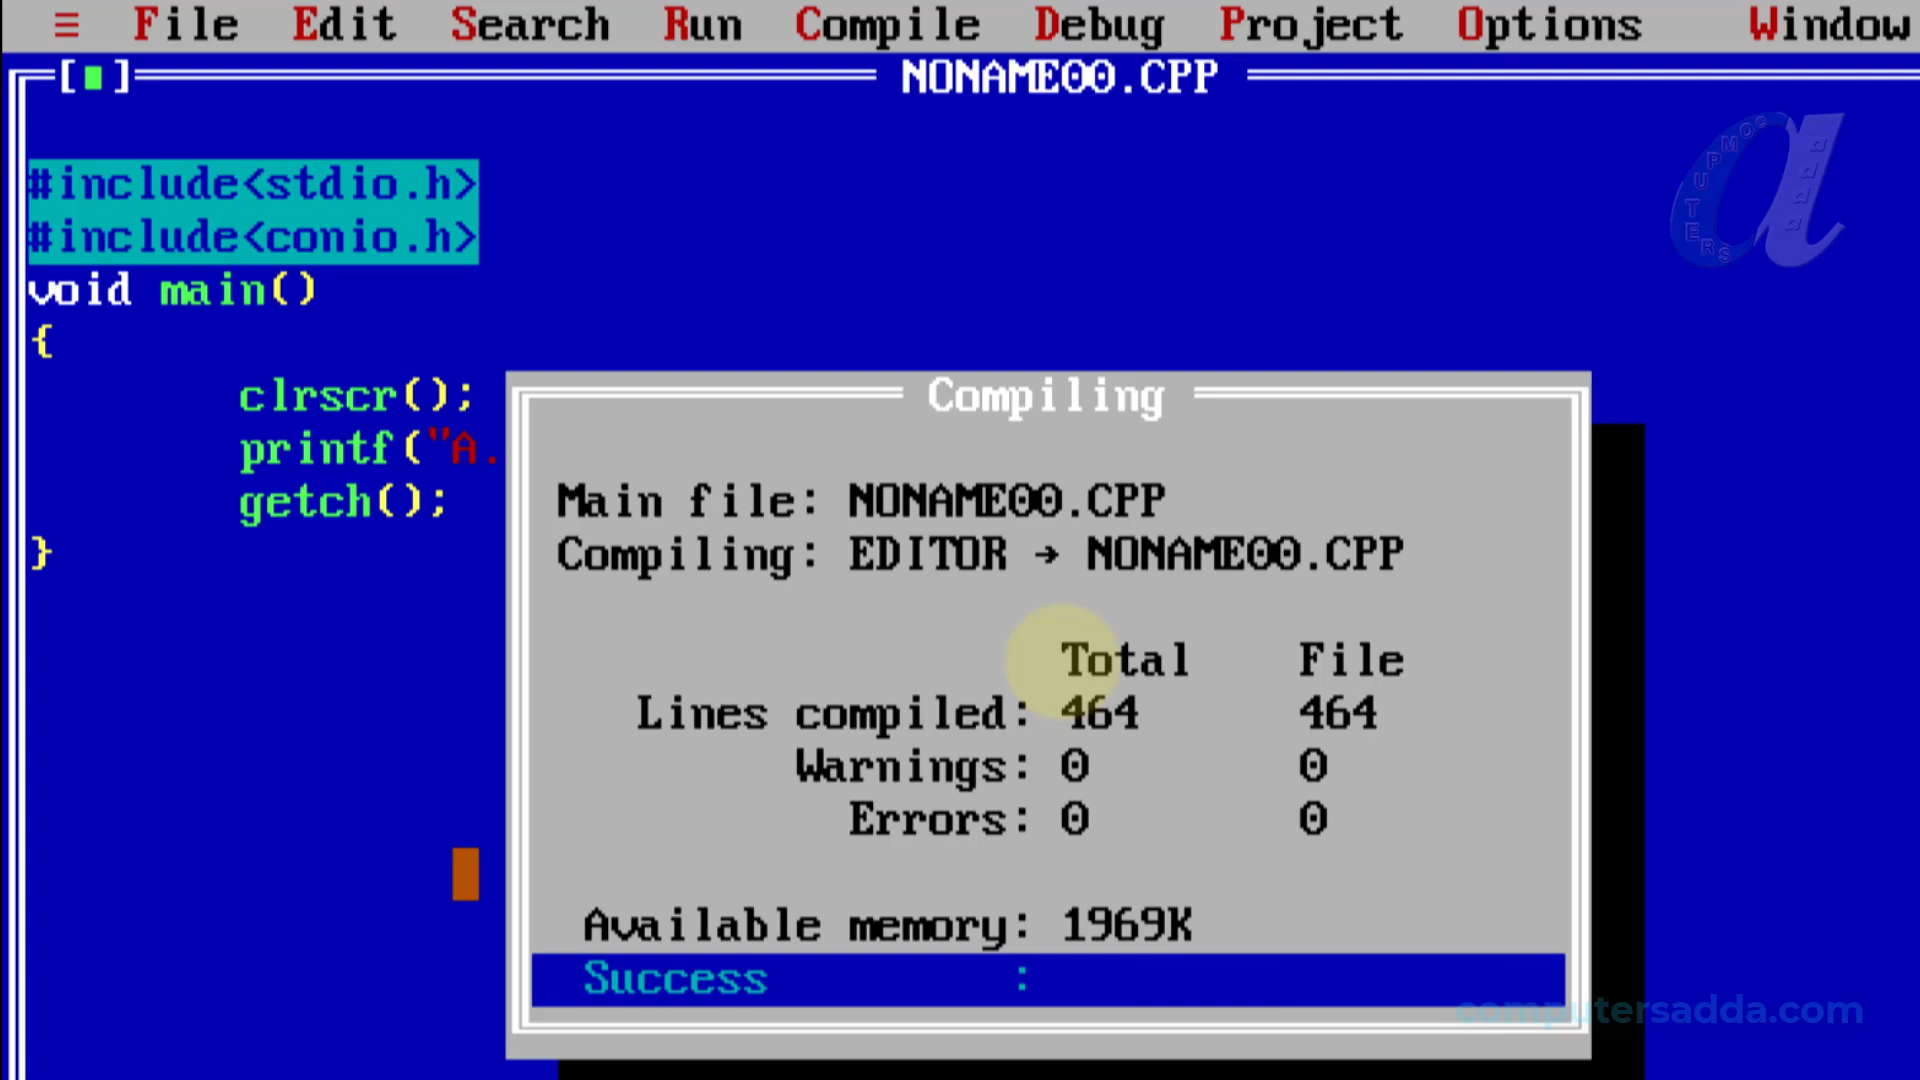 ≡ File Edit Search Run Compile Debug Project Options Window
[■] NONAME00.CPP
#include<stdio.h>
#include<conio.h>
void main()
{
clrscr();
printf("A.
getch();
}
Compiling
Main file: NONAME00.CPP
Compiling: EDITOR → NONAME00.CPP
Total File
Lines compiled: 464 464
Warnings: 0 0
Errors: 0 0
Available memory: 1969K
Success :
COMPUTERS
adda
computersadda.com